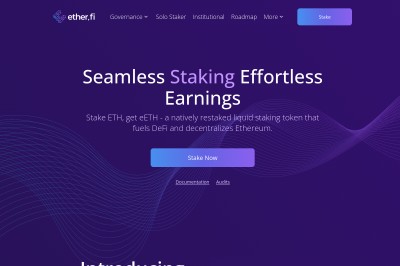 ether.fi
Governance
Solo Staker
Institutional
Roadmap
More
Stake
Seamless Staking Effortless
Earnings
Stake ETH, get eETH - a natively restaked liquid staking token that
fuels DeFi and decentralizes Ethereum.
Stake Now
Documentation
Audits
Introducing